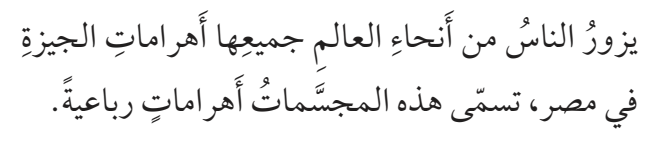 يزورُ الناسُ من أَنحاءِ العالمِ جميعِها أَهراماتِ الجيزةِ
في مصر، تسمّى هذه المجسَّماتُ أَهراماتٍ رباعيةً.